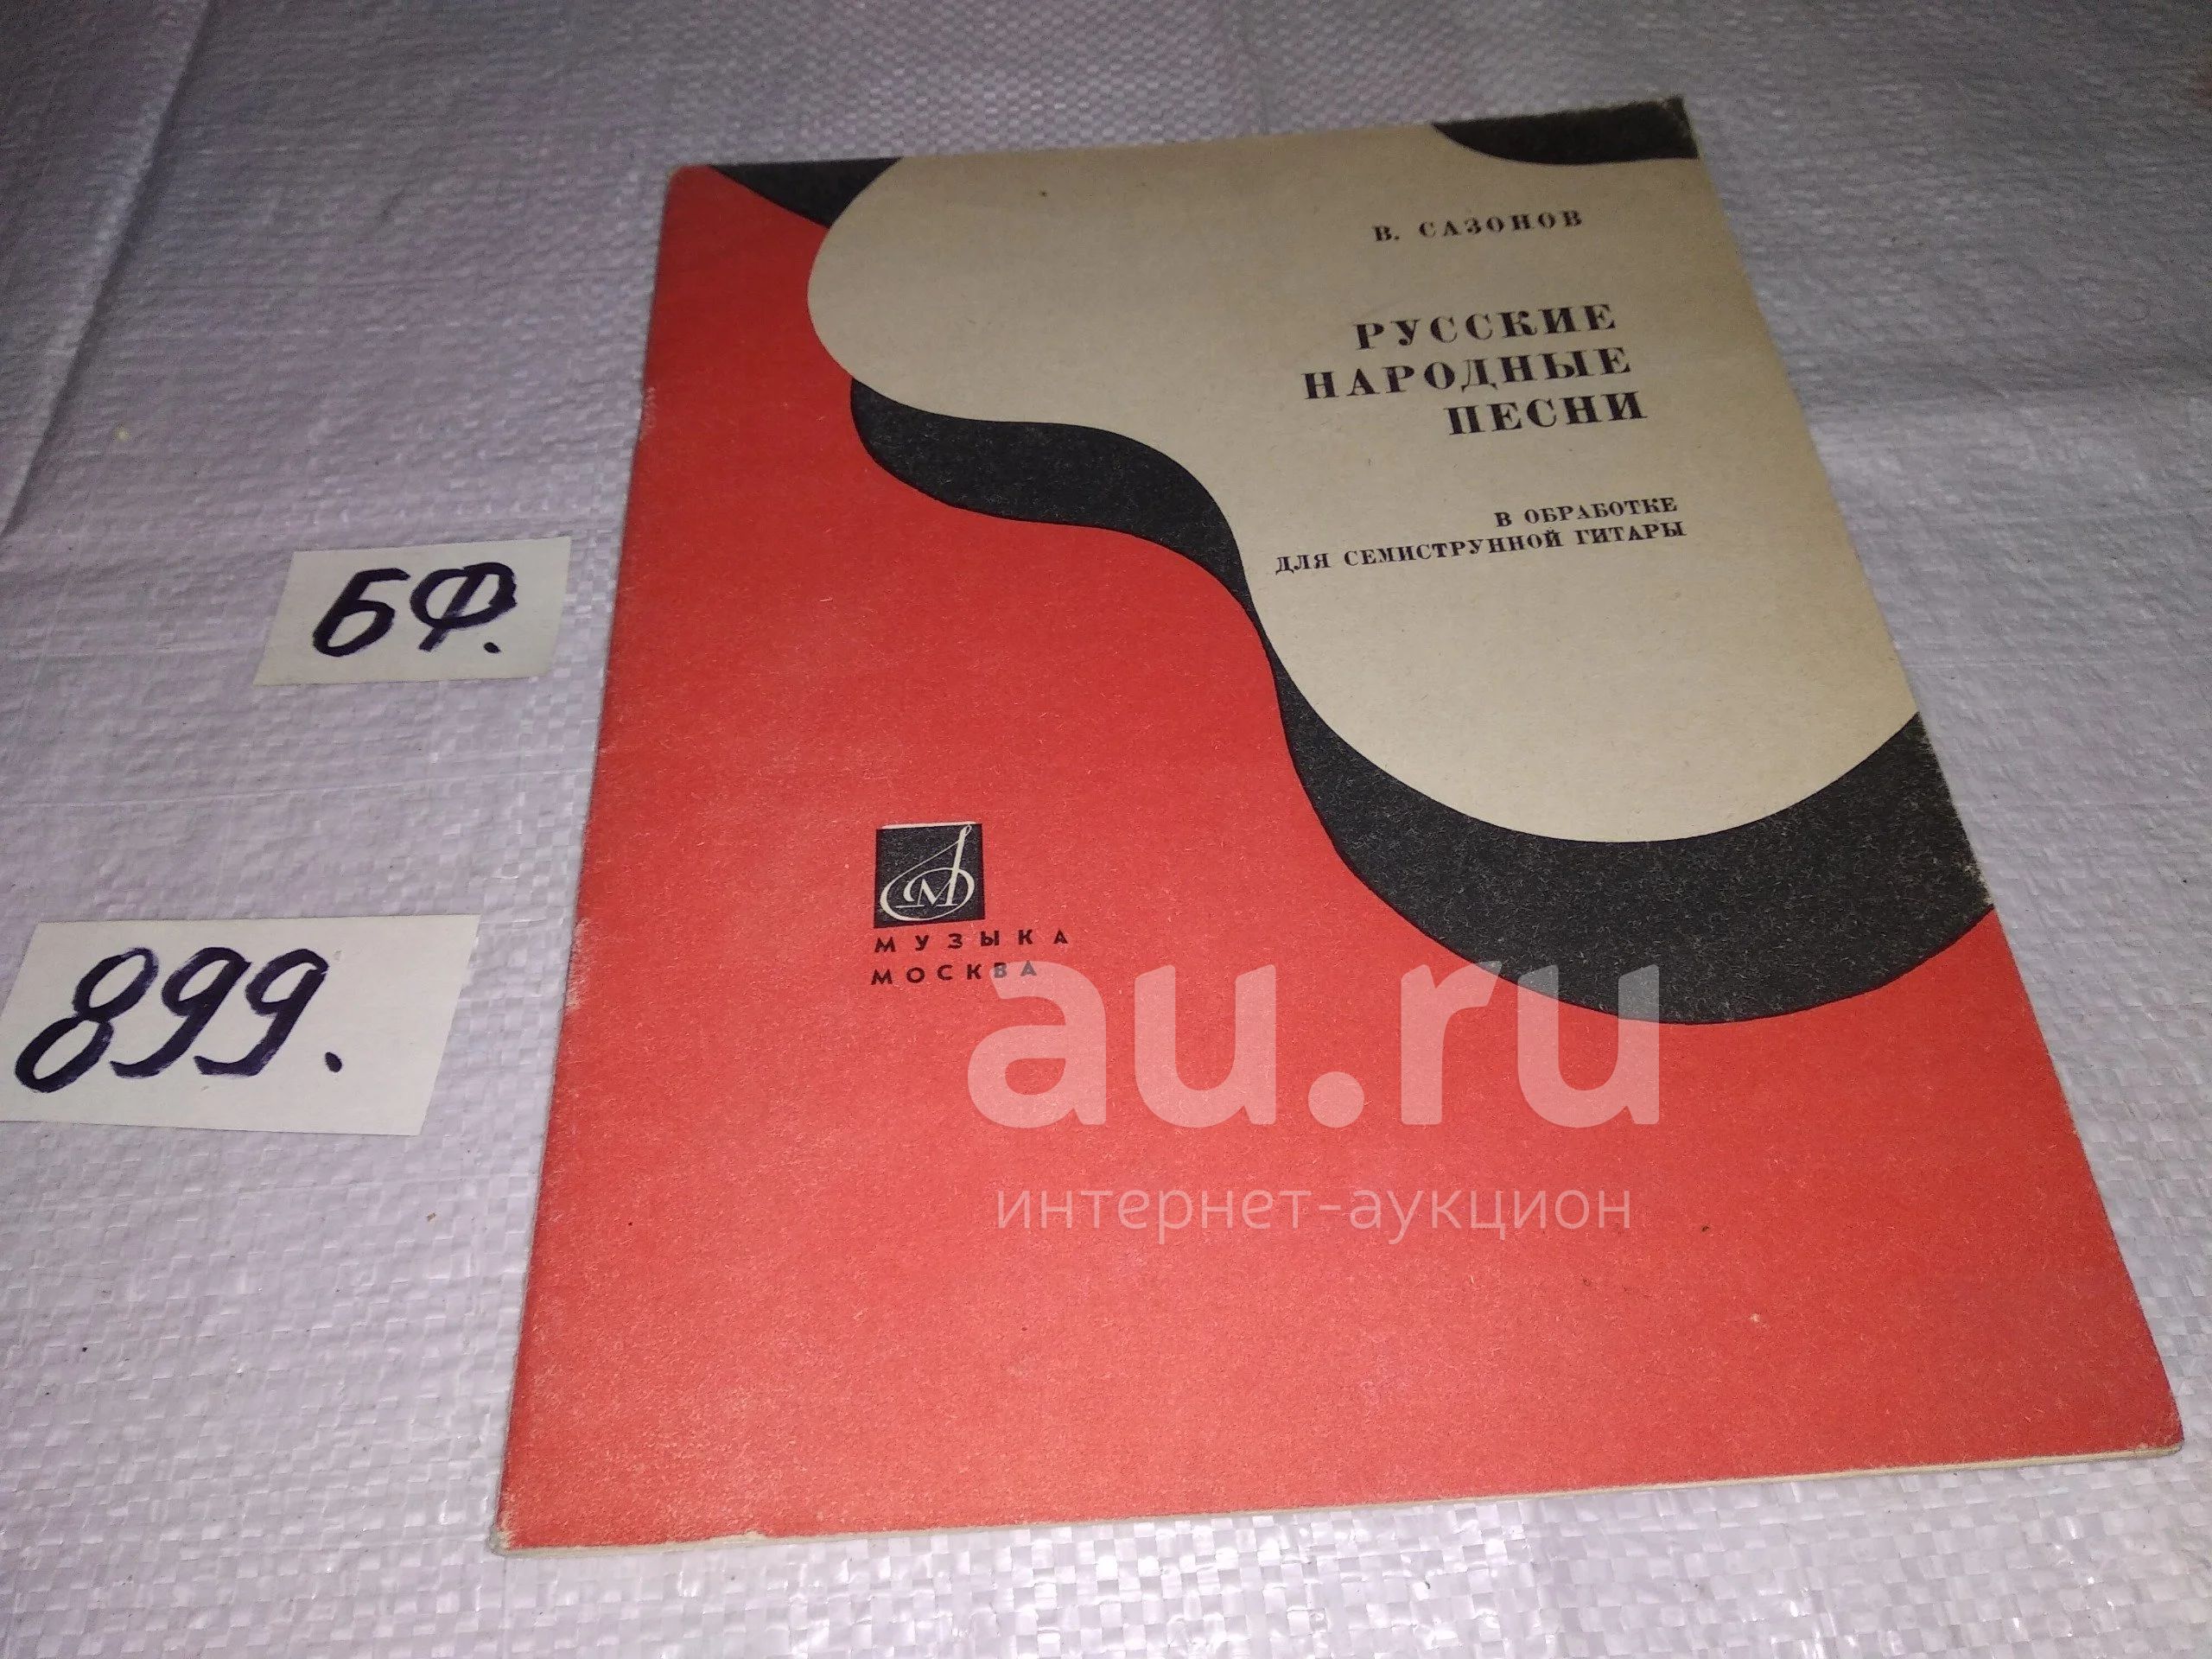 В. САЗОНОВ
РУССКИЕ
НАРОДНЫЕ
ПЕСНИ
В ОБРАБОТКЕ
ДЛЯ СЕМИСТРУННОЙ ГИТАРЫ
БФ.
899.
М
МУЗЫКА
МОСКВА
au.ru
интернет-аукцион